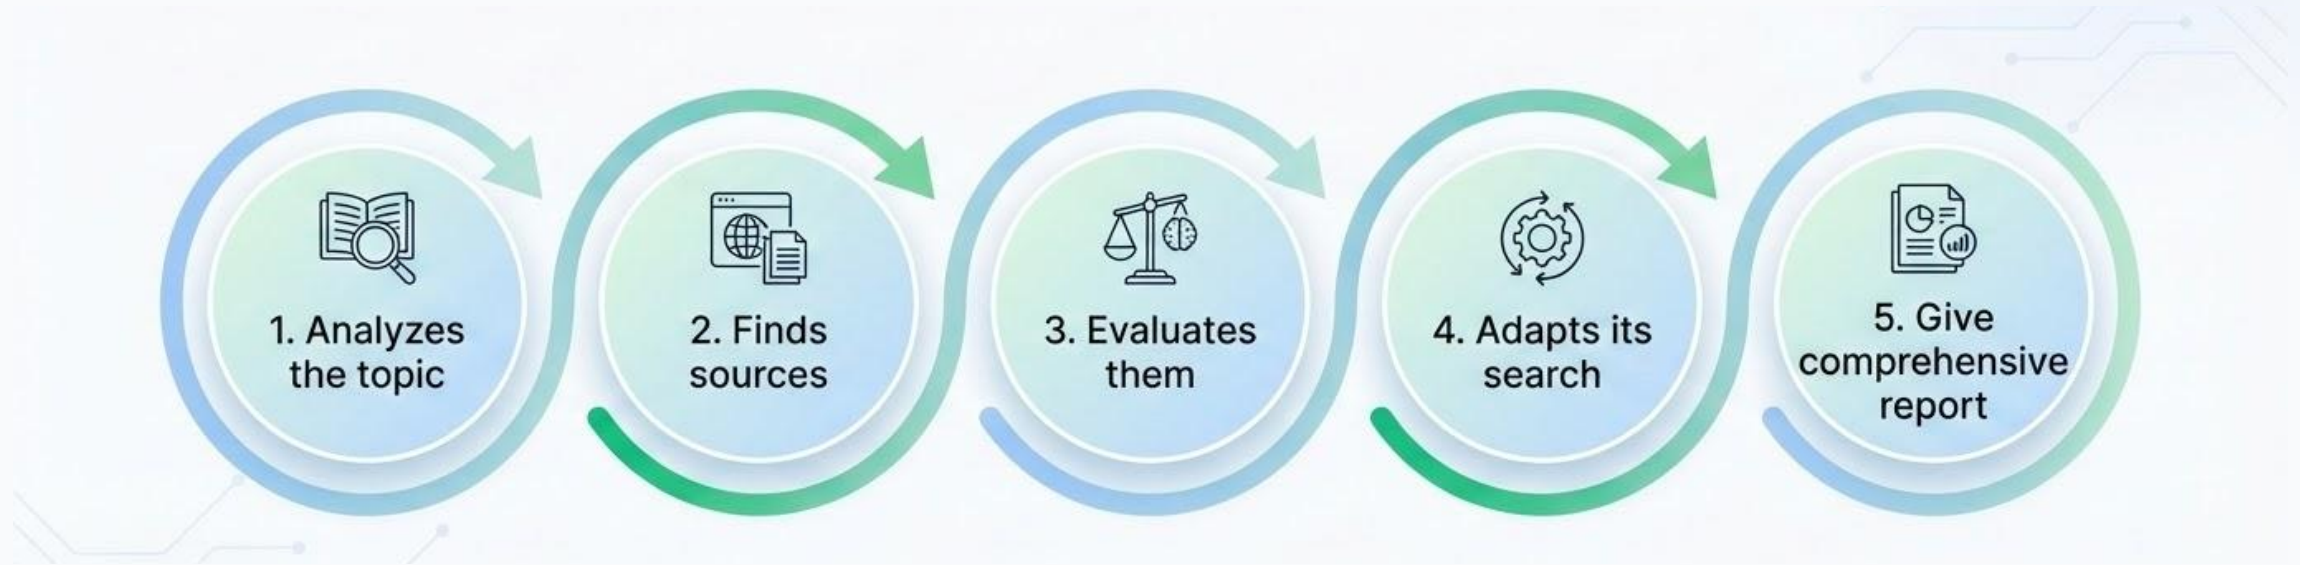 1. Analyzes
the topic
2. Finds
sources
3. Evaluates
them
4. Adapts its
search
5. Give
comprehensive
report